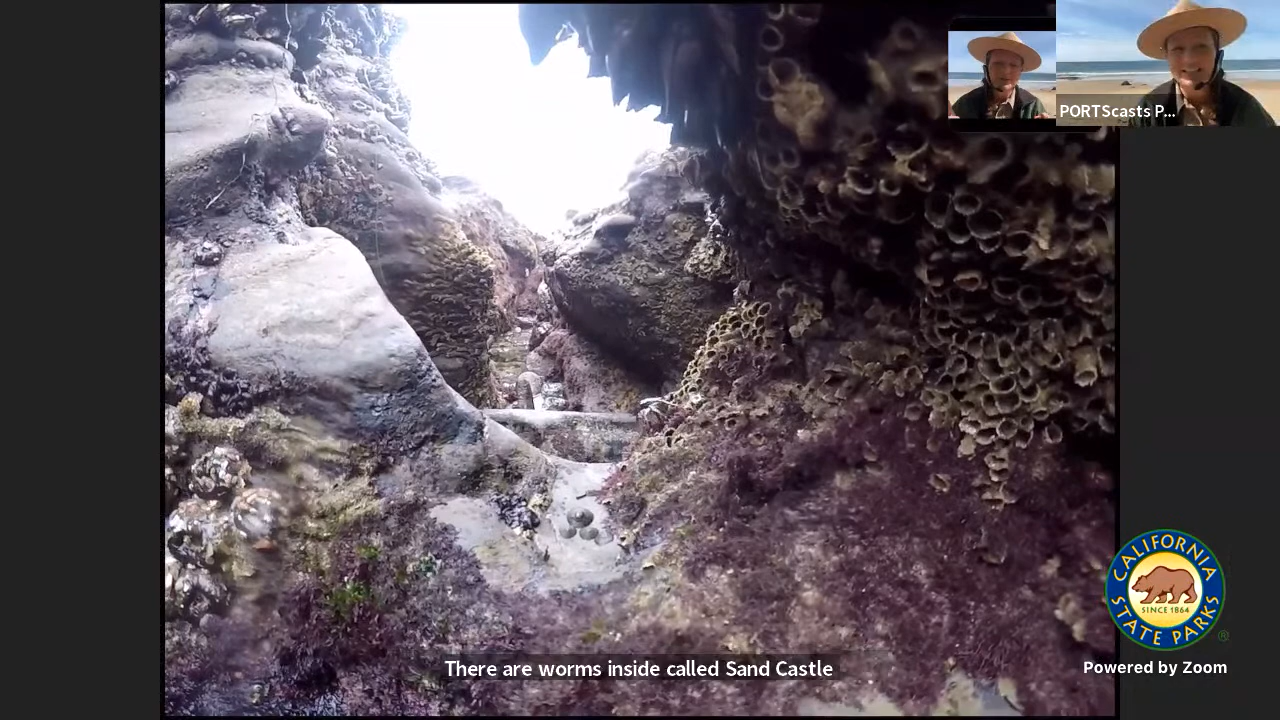 PORTScasts P...
There are worms inside called Sand Castle
CALIFORNIA
SINCE 1864
STATE PARKS
®
Powered by Zoom